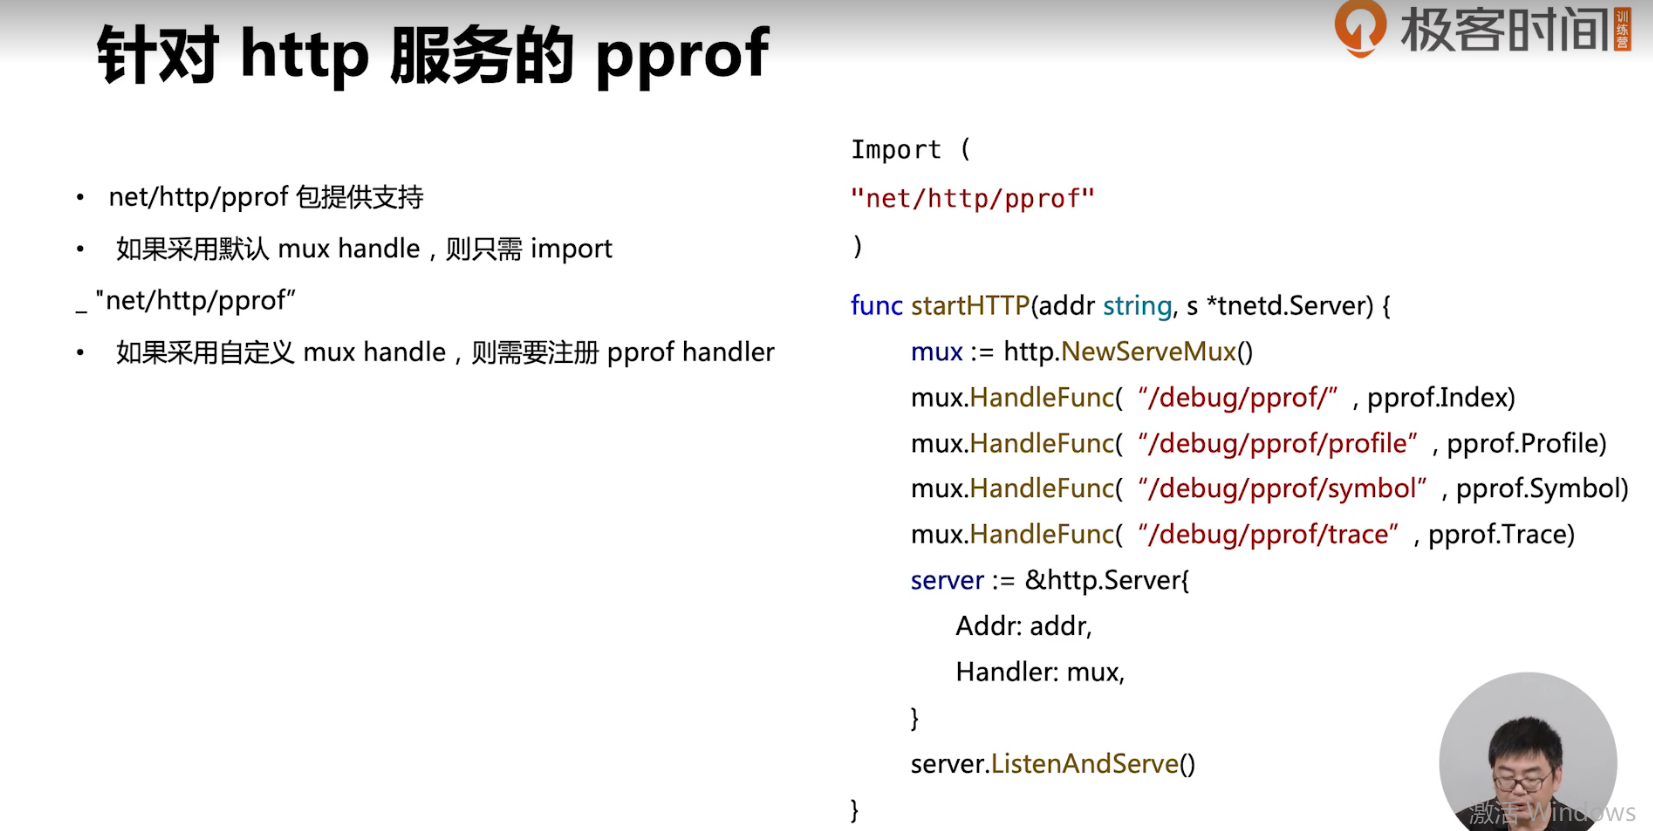 针对 http 服务的 pprof
极客时间
训练营
• net/http/pprof 包提供支持
• 如果采用默认 mux handle，则只需 import
_ "net/http/pprof”
• 如果采用自定义 mux handle，则需要注册 pprof handler
Import (
"net/http/pprof"
)
func startHTTP(addr string, s *tnetd.Server) {
mux := http.NewServeMux()
mux.HandleFunc( “/debug/pprof/” , pprof.Index)
mux.HandleFunc( “/debug/pprof/profile” , pprof.Profile)
mux.HandleFunc( “/debug/pprof/symbol” , pprof.Symbol)
mux.HandleFunc( “/debug/pprof/trace” , pprof.Trace)
server := &http.Server{
Addr: addr,
Handler: mux,
}
server.ListenAndServe()
}
激活 Windows